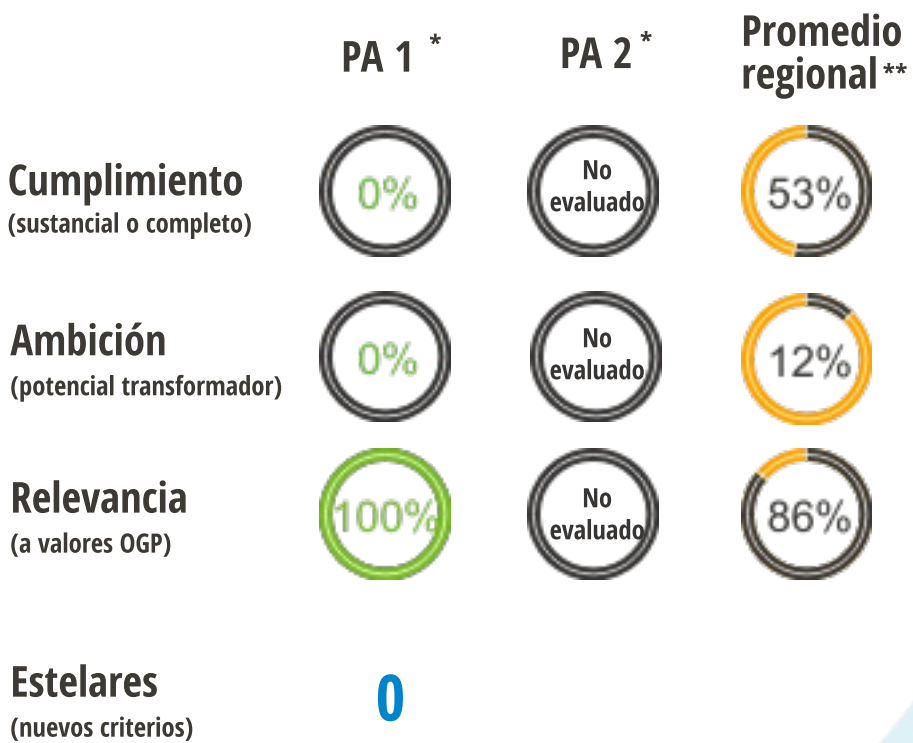 PA 1 *
PA 2 *
Promedio
regional **
Cumplimiento
(sustancial o completo)
0%
No
evaluado
53%
Ambición
(potencial transformador)
0%
No
evaluado
12%
Relevancia
(a valores OGP)
100%
No
evaluado
86%
Estelares
(nuevos criterios)
0